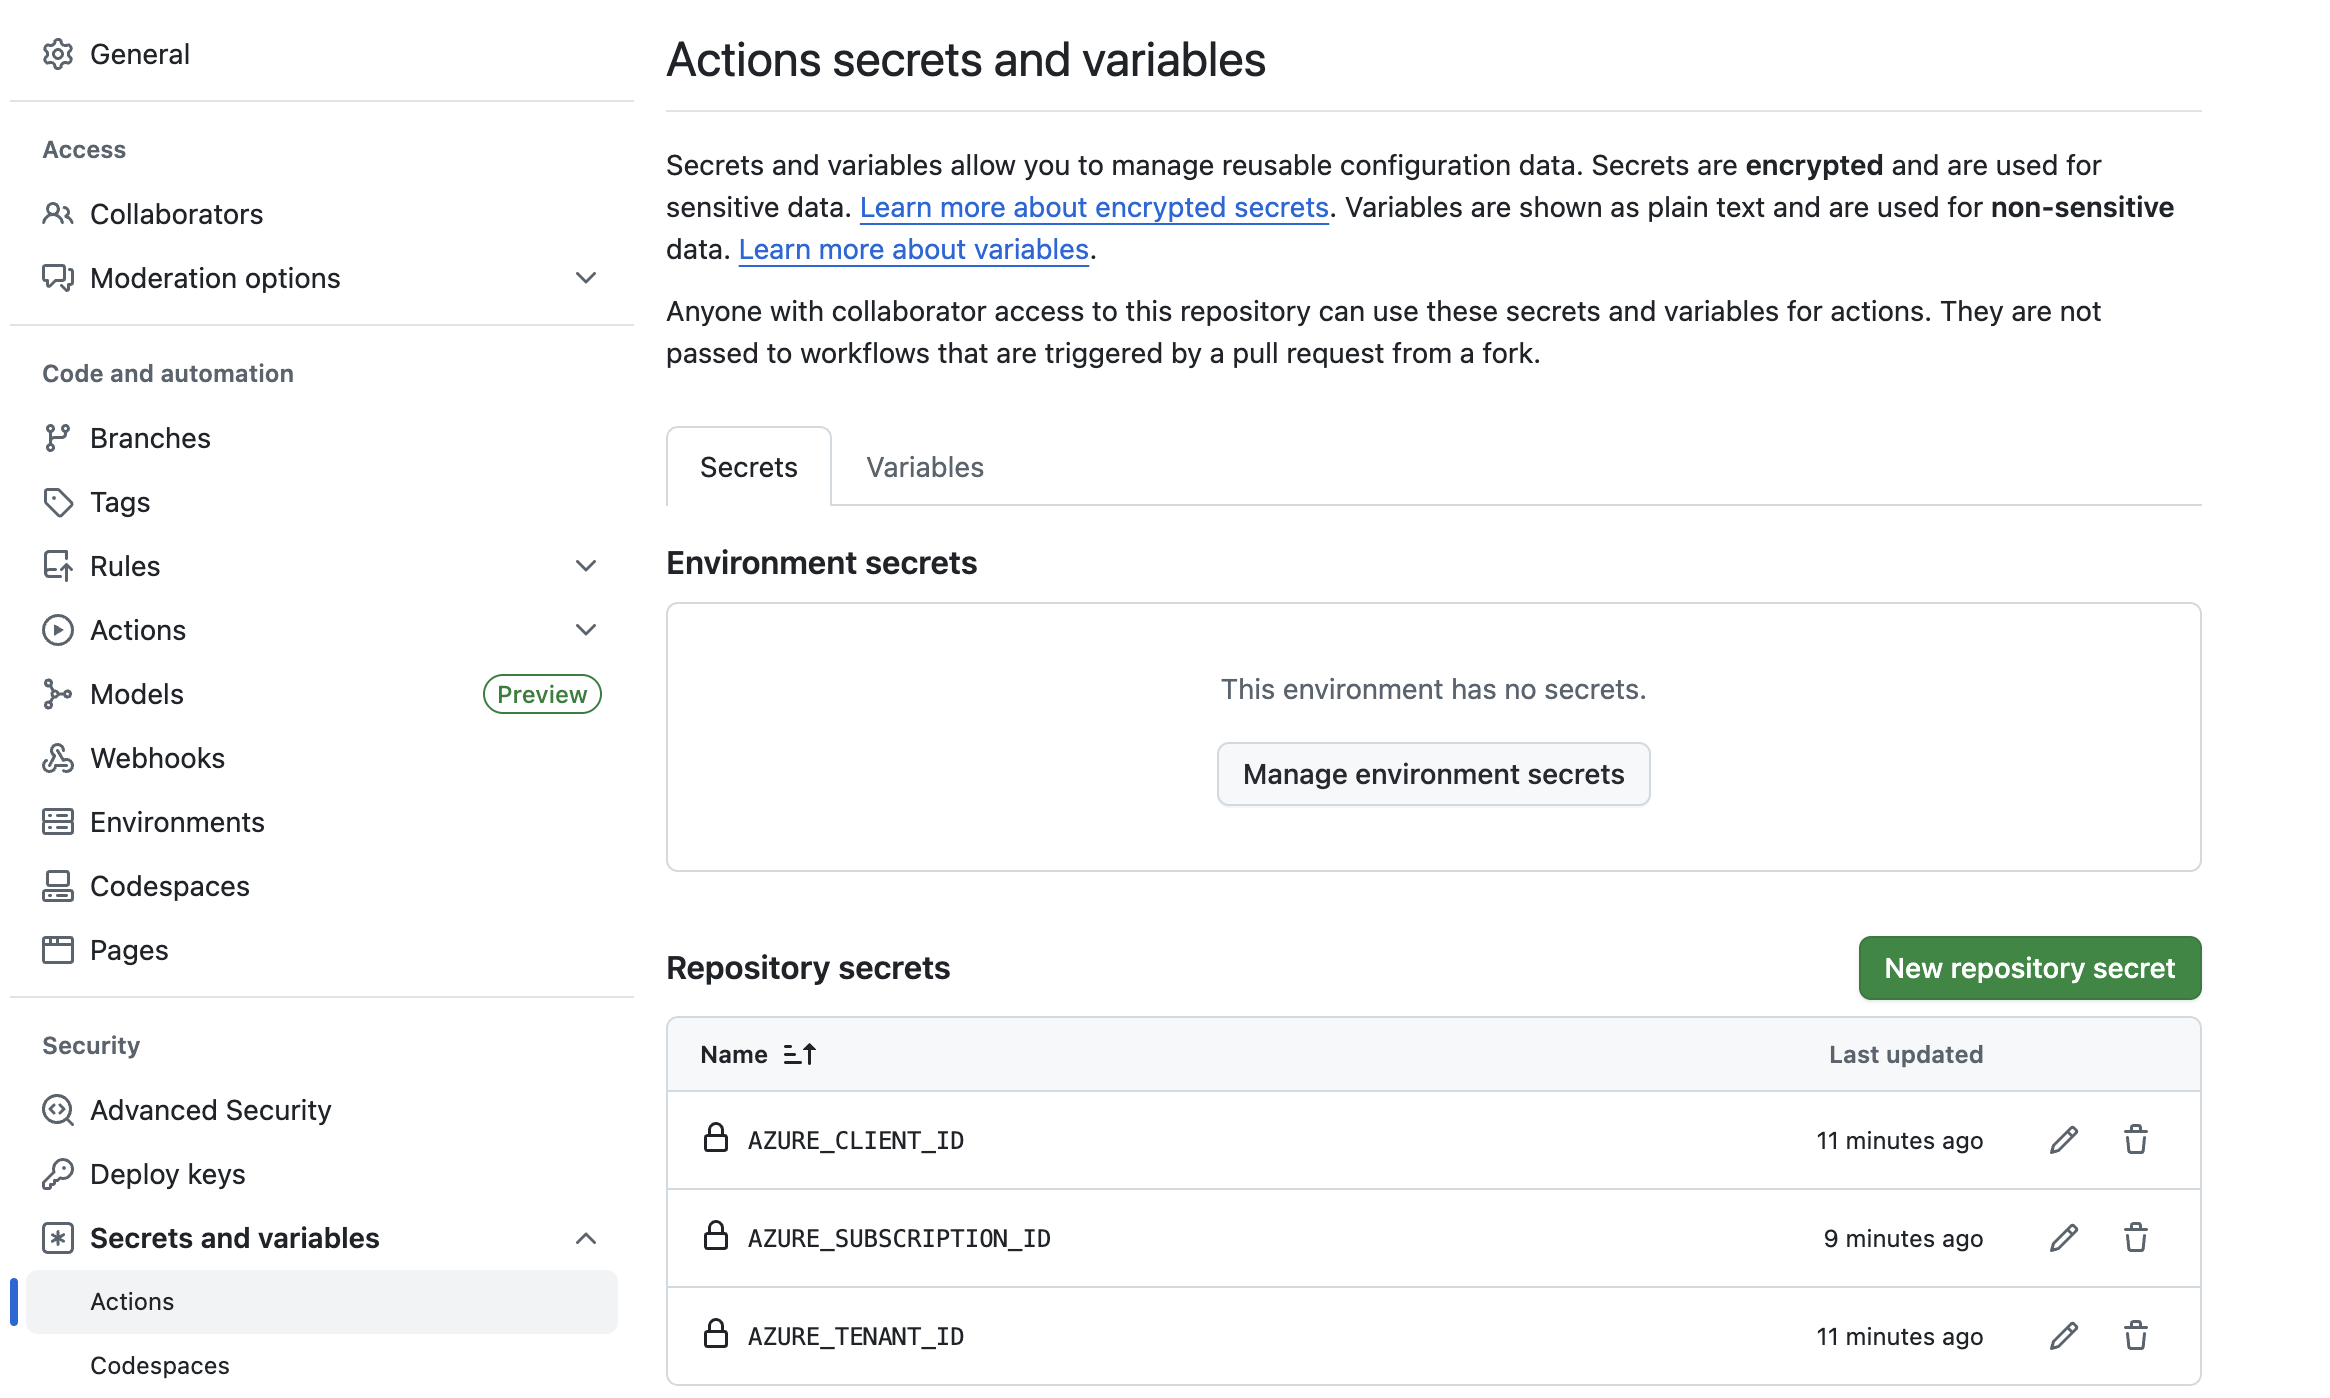 General
Access
Collaborators
Moderation options
Code and automation
Branches
Tags
Rules
Actions
Models
Preview
Webhooks
Environments
Codespaces
Pages
Security
Advanced Security
Deploy keys
Secrets and variables
Actions
Codespaces
Actions secrets and variables
Secrets and variables allow you to manage reusable configuration data. Secrets are encrypted and are used for
sensitive data. Learn more about encrypted secrets. Variables are shown as plain text and are used for non-sensitive
data. Learn more about variables.
Anyone with collaborator access to this repository can use these secrets and variables for actions. They are not
passed to workflows that are triggered by a pull request from a fork.
Secrets Variables
Environment secrets
This environment has no secrets.
Manage environment secrets
Repository secrets New repository secret
Name Last updated
AZURE_CLIENT_ID 11 minutes ago
AZURE_SUBSCRIPTION_ID 9 minutes ago
AZURE_TENANT_ID 11 minutes ago